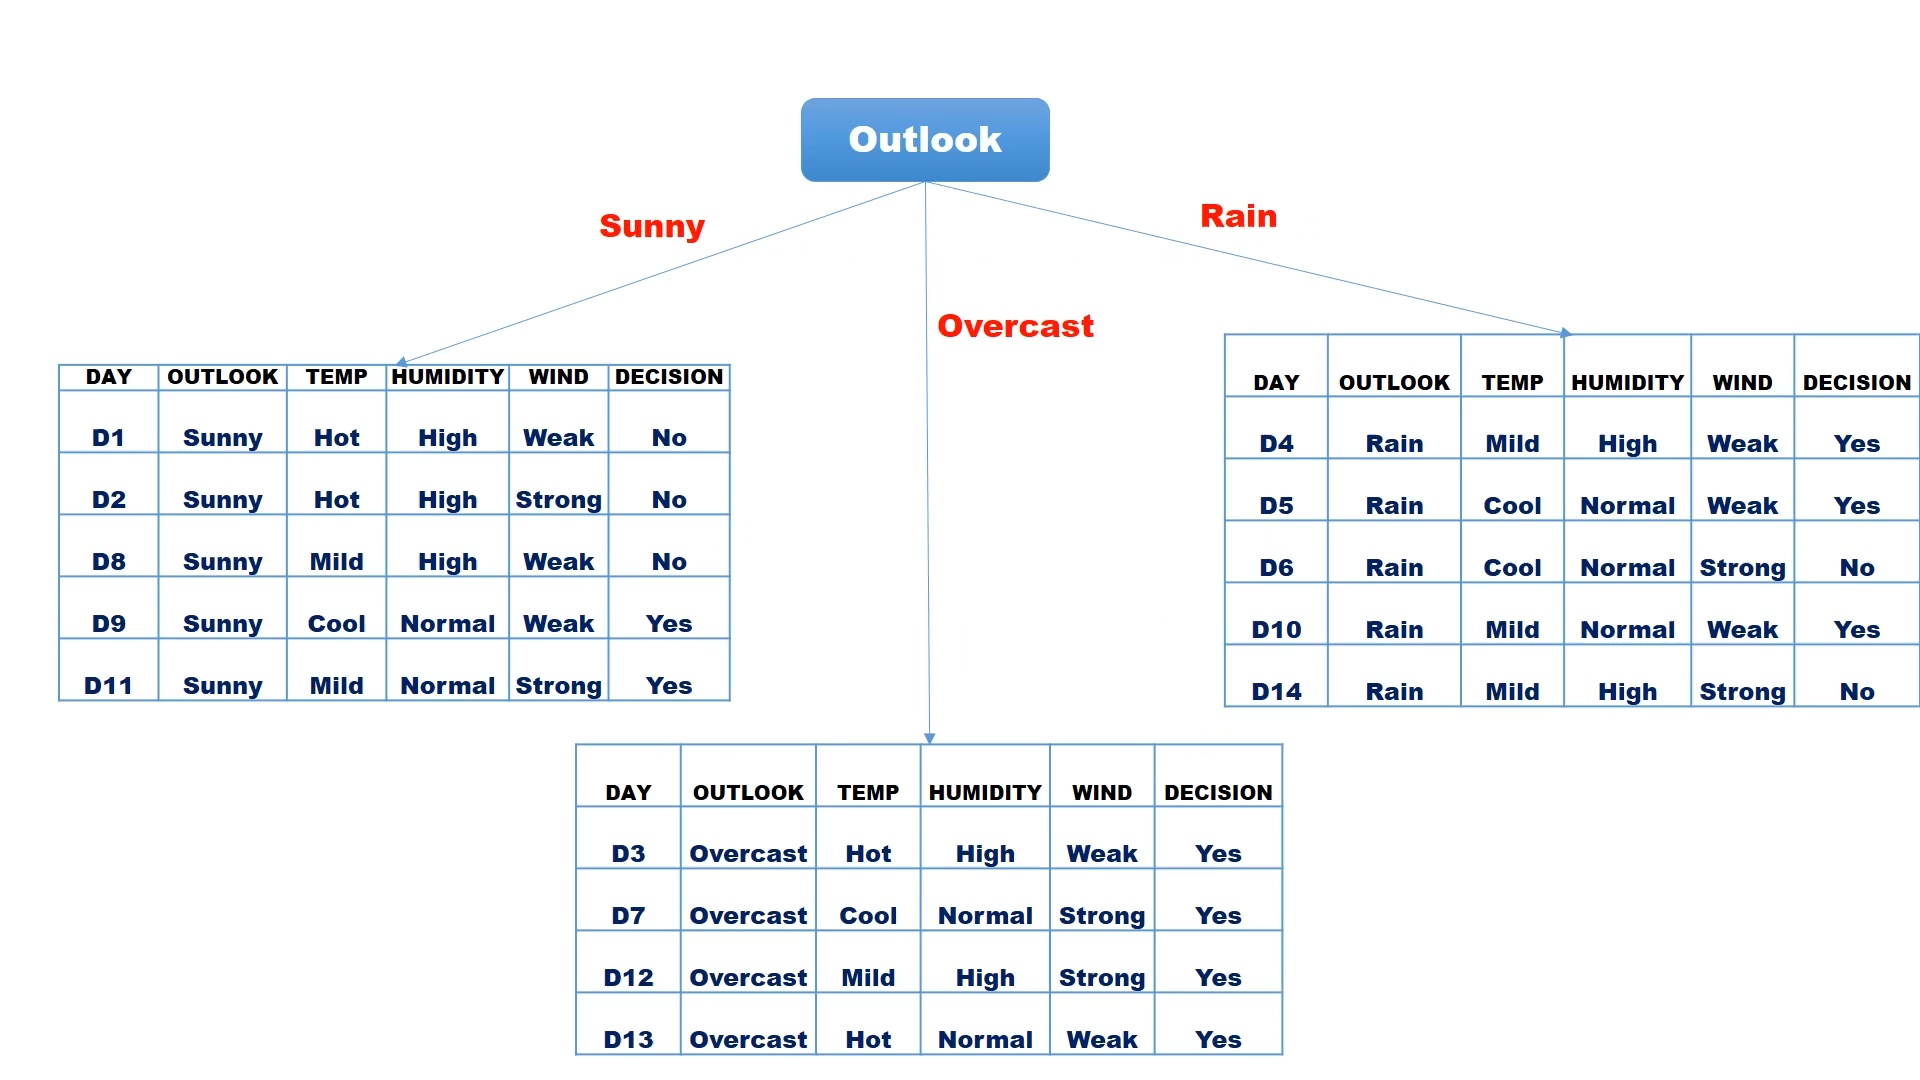 Outlook
Sunny
Rain
Overcast
DAY OUTLOOK TEMP HUMIDITY WIND DECISION
D1 Sunny Hot High Weak No
D2 Sunny Hot High Strong No
D8 Sunny Mild High Weak No
D9 Sunny Cool Normal Weak Yes
D11 Sunny Mild Normal Strong Yes
DAY OUTLOOK TEMP HUMIDITY WIND DECISION
D4 Rain Mild High Weak Yes
D5 Rain Cool Normal Weak Yes
D6 Rain Cool Normal Strong No
D10 Rain Mild Normal Weak Yes
D14 Rain Mild High Strong No
DAY OUTLOOK TEMP HUMIDITY WIND DECISION
D3 Overcast Hot High Weak Yes
D7 Overcast Cool Normal Strong Yes
D12 Overcast Mild High Strong Yes
D13 Overcast Hot Normal Weak Yes